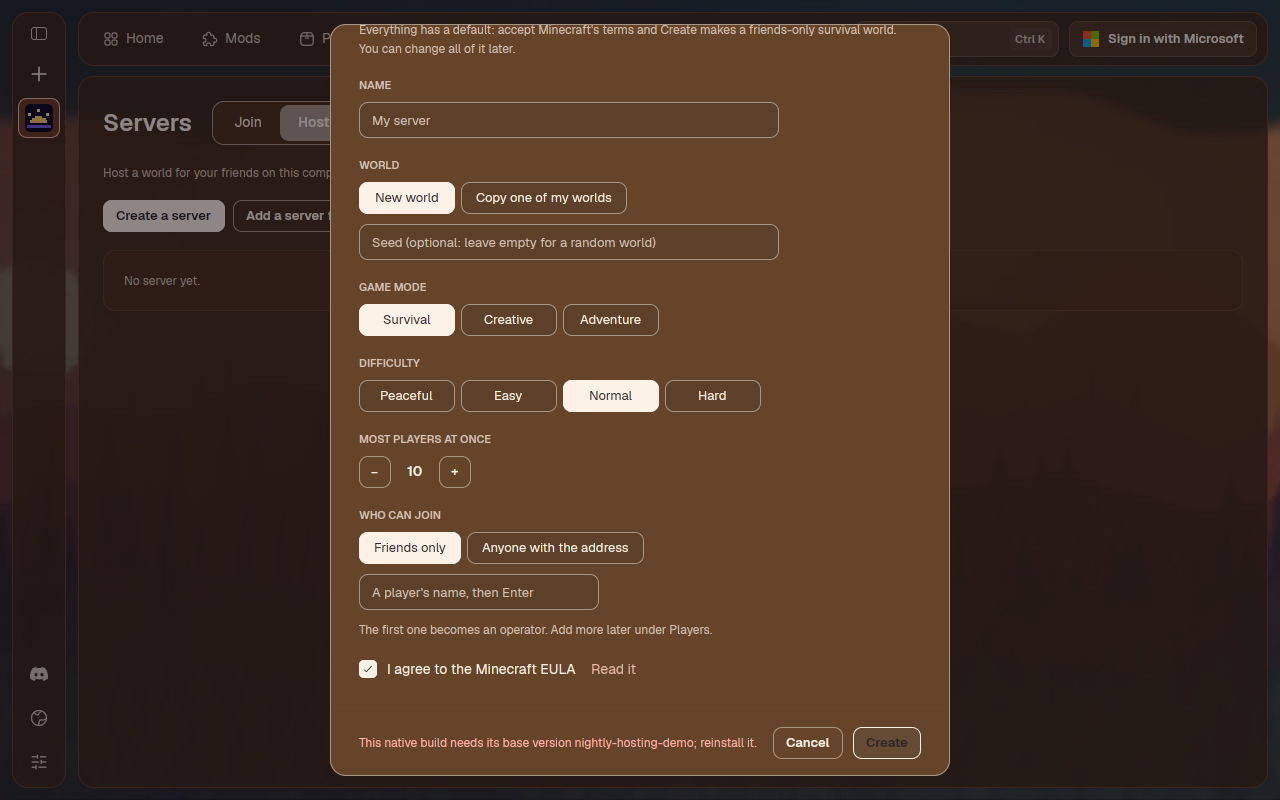 Home
Mods
P
Ctrl K
Sign in with Microsoft
Everything has a default: accept Minecraft's terms and Create makes a friends-only survival world.
You can change all of it later.
Servers
Join
Host
Host a world for your friends on this comp
Create a server
Add a server f
No server yet.
NAME
My server
WORLD
New world
Copy one of my worlds
Seed (optional: leave empty for a random world)
GAME MODE
Survival
Creative
Adventure
DIFFICULTY
Peaceful
Easy
Normal
Hard
MOST PLAYERS AT ONCE
– 10 +
WHO CAN JOIN
Friends only
Anyone with the address
A player's name, then Enter
The first one becomes an operator. Add more later under Players.
I agree to the Minecraft EULA
Read it
This native build needs its base version nightly-hosting-demo; reinstall it.
Cancel
Create